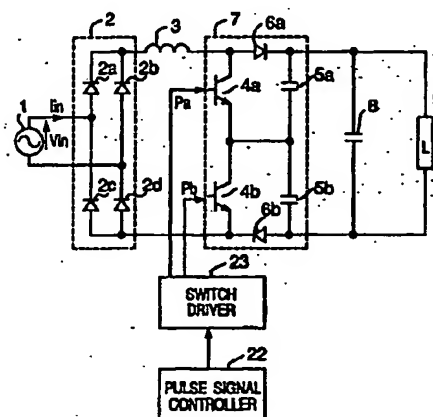 2
3
7
6a
2a
2b
1
Iin
Pa
4a
5a
Vin
8
L
2c
2d
Pb
4b
5b
6b
23
SWITCH
DRIVER
22
PULSE SIGNAL
CONTROLLER